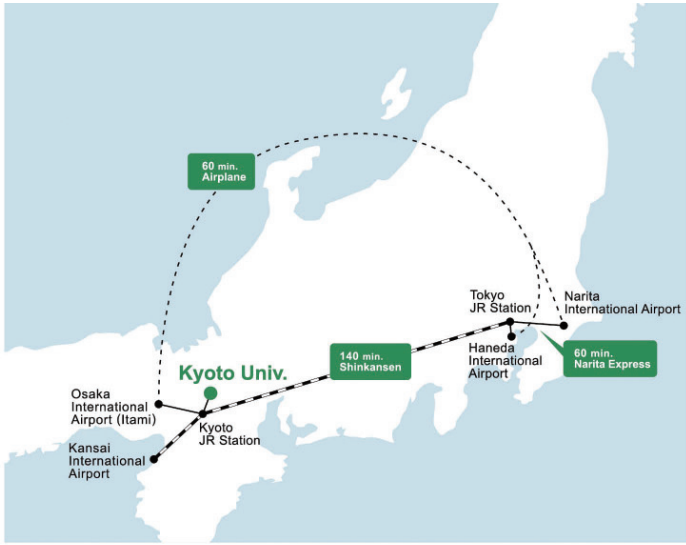 60 min.
Airplane
Tokyo
JR Station
Narita
International Airport
Haneda
International
Airport
60 min.
Narita Express
140 min.
Shinkansen
Kyoto Univ.
Osaka
International
Airport (Itami)
Kyoto
JR Station
Kansai
International
Airport